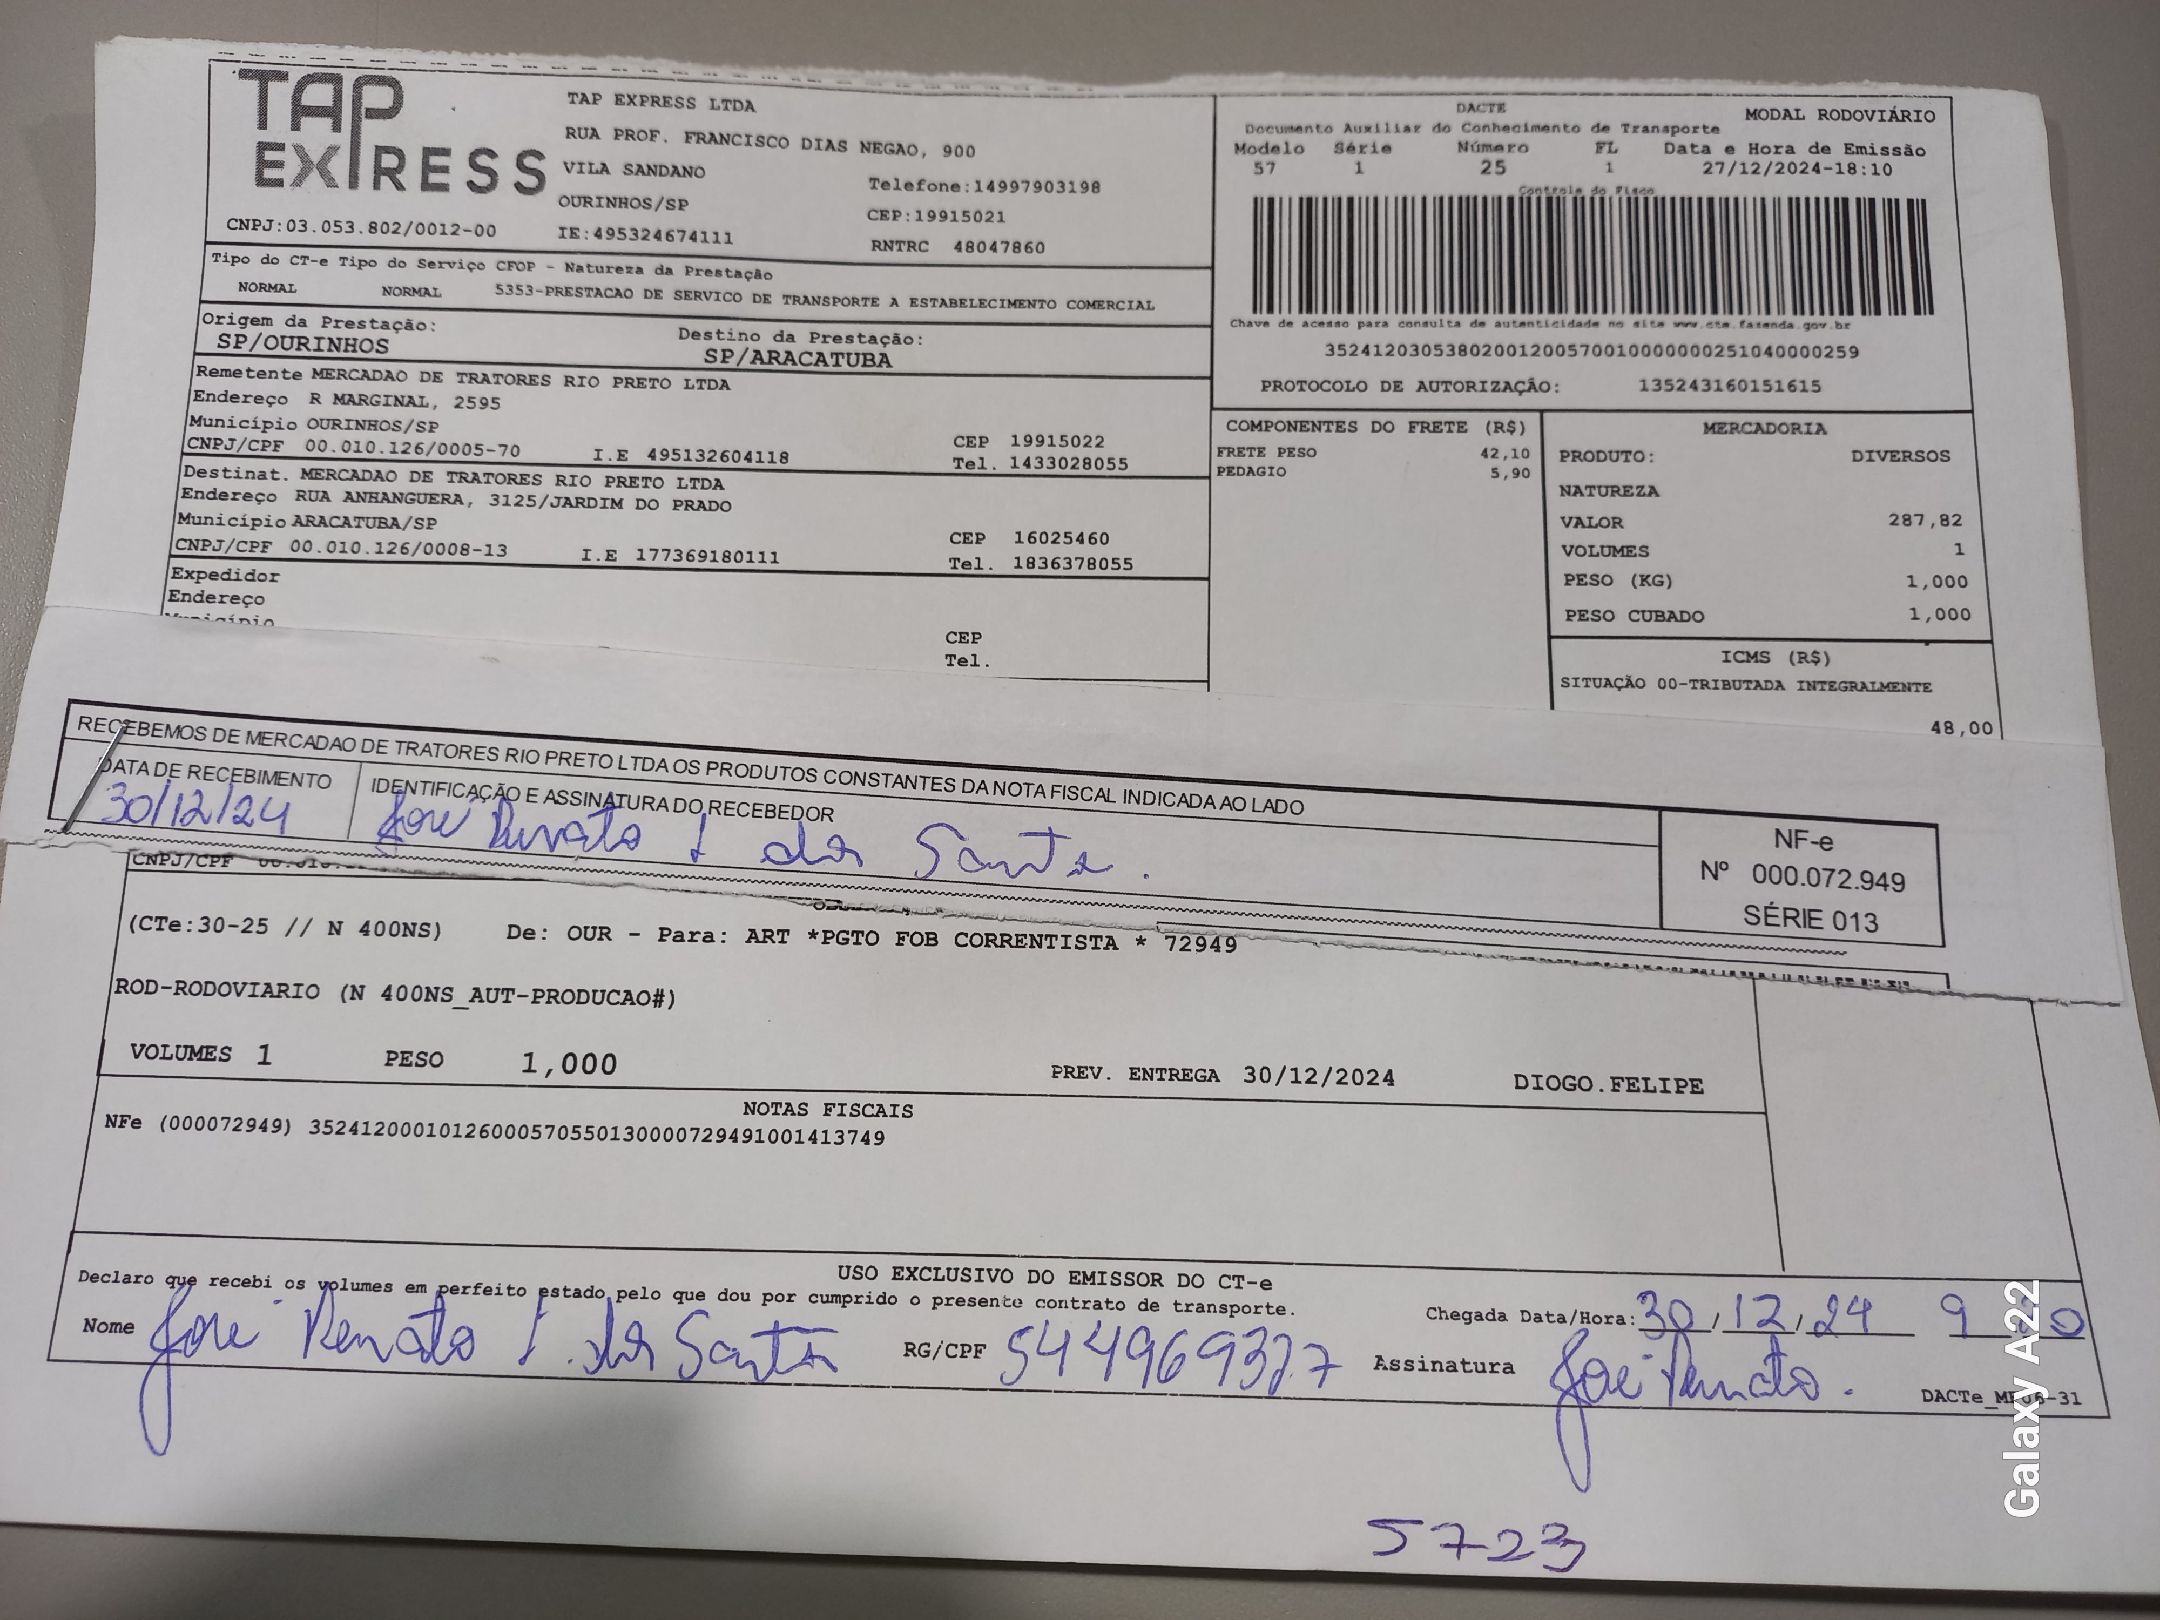 TAP EXPRESS
TAP EXPRESS LTDA
RUA PROF. FRANCISCO DIAS NEGAO, 900
VILA SANDANO
Telefone:14997903198
OURINHOS/SP
CEP:19915021
CNPJ:03.053.802/0012-00
IE:495324674111
RNTRC 48047860
DACTE
MODAL RODOVIÁRIO
Documento Auxiliar do Conhecimento de Transporte
Modelo Série Número FL Data e Hora de Emissão
57 1 25 1 27/12/2024-18:10
Controle do Fisco
Chave de acesso para consulta de autenticidade no site www.cte.fazenda.gov.br
35241203053802001200570010000000251040000259
PROTOCOLO DE AUTORIZAÇÃO: 135243160151615
Tipo do CT-e Tipo do Serviço CFOP - Natureza da Prestação
NORMAL NORMAL 5353-PRESTACAO DE SERVICO DE TRANSPORTE A ESTABELECIMENTO COMERCIAL
Origem da Prestação: Destino da Prestação:
SP/OURINHOS SP/ARACATUBA
Remetente MERCADAO DE TRATORES RIO PRETO LTDA
Endereço R MARGINAL, 2595
Município OURINHOS/SP CEP 19915022
CNPJ/CPF 00.010.126/0005-70 I.E 495132604118 Tel. 1433028055
Destinat. MERCADAO DE TRATORES RIO PRETO LTDA
Endereço RUA ANHANGUERA, 3125/JARDIM DO PRADO
Município ARACATUBA/SP CEP 16025460
CNPJ/CPF 00.010.126/0008-13 I.E 177369180111 Tel. 1836378055
Expedidor
Endereço
Município
CEP
Tel.
COMPONENTES DO FRETE (R$)
FRETE PESO 42,10
PEDAGIO 5,90
MERCADORIA
PRODUTO: DIVERSOS
NATUREZA
VALOR 287,82
VOLUMES 1
PESO (KG) 1,000
PESO CUBADO 1,000
ICMS (R$)
SITUAÇÃO 00-TRIBUTADA INTEGRALMENTE
48,00
RECEBEMOS DE MERCADAO DE TRATORES RIO PRETO LTDA OS PRODUTOS CONSTANTES DA NOTA FISCAL INDICADA AO LADO
DATA DE RECEBIMENTO IDENTIFICAÇÃO E ASSINATURA DO RECEBEDOR
30/12/24 José Renato dos Santos
NF-e
Nº 000.072.949
SÉRIE 013
CNPJ/CPF 00.010.
(CTe:30-25 // N 400NS) De: OUR - Para: ART *PGTO FOB CORRENTISTA * 72949
ROD-RODOVIARIO (N 400NS_AUT-PRODUCAO#)
VOLUMES 1 PESO 1,000 PREV. ENTREGA 30/12/2024 DIOGO.FELIPE
NOTAS FISCAIS
NFe (000072949) 35241200010126000570550130000729491001413749
USO EXCLUSIVO DO EMISSOR DO CT-e
Declaro que recebi os volumes em perfeito estado pelo que dou por cumprido o presente contrato de transporte.
Chegada Data/Hora: 30/12/24
Nome José Renato dos Santos RG/CPF Assinatura José Renato.
5723
Galaxy A22